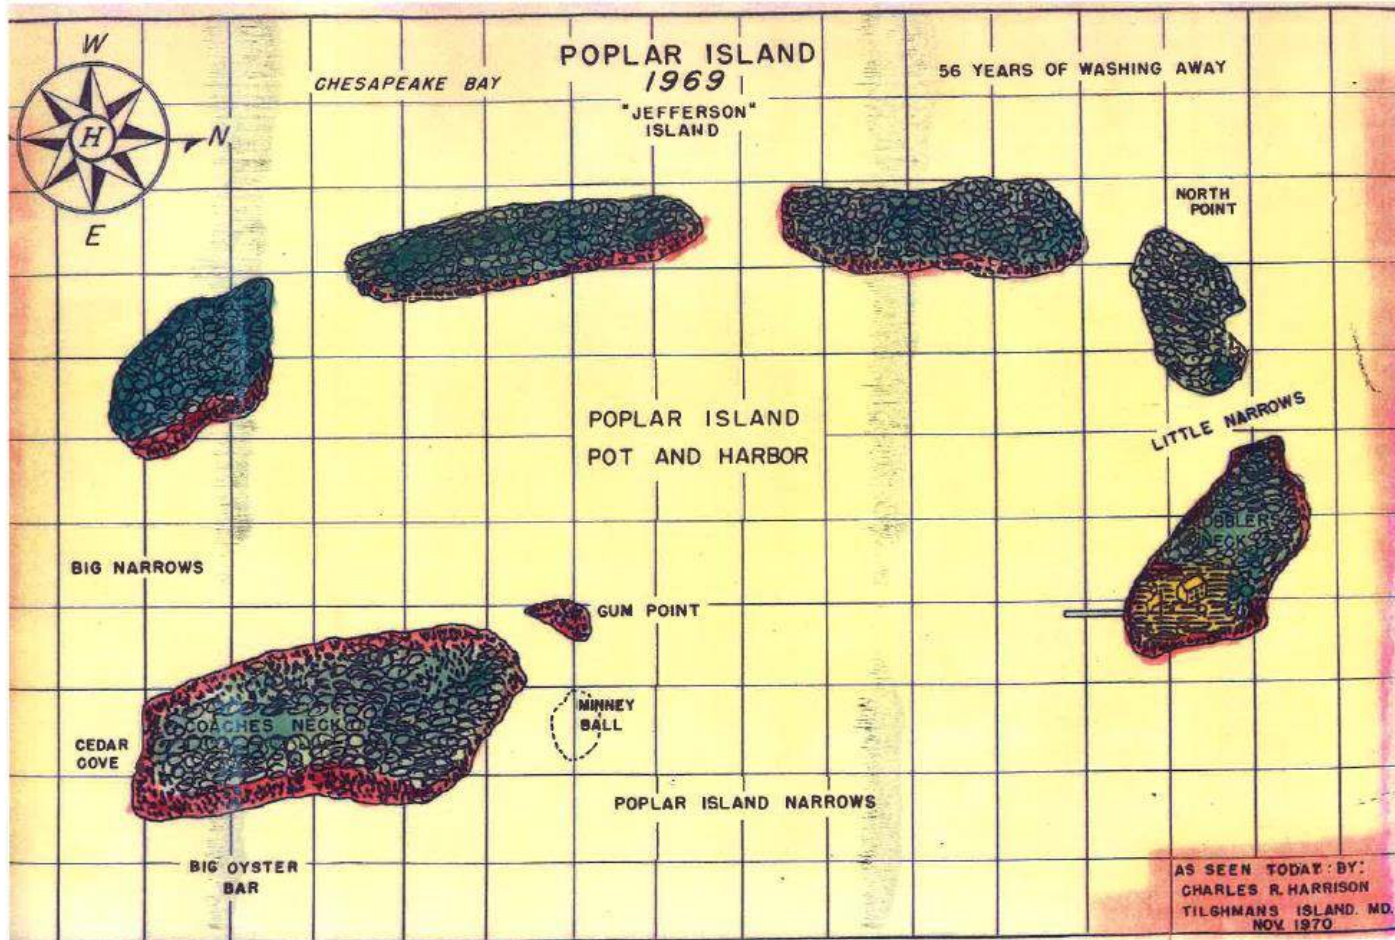 W
N
H
E
CHESAPEAKE BAY
POPLAR ISLAND
1969
"JEFFERSON"
ISLAND
56 YEARS OF WASHING AWAY
NORTH
POINT
POPLAR ISLAND
POT AND HARBOR
LITTLE NARROWS
OBBLERS
NECK
BIG NARROWS
GUM POINT
COACHES NECK
MINNEY
BALL
CEDAR
COVE
POPLAR ISLAND NARROWS
BIG OYSTER
BAR
AS SEEN TODAY: BY:
CHARLES R. HARRISON
TILGHMANS ISLAND. MD.
NOV. 1970